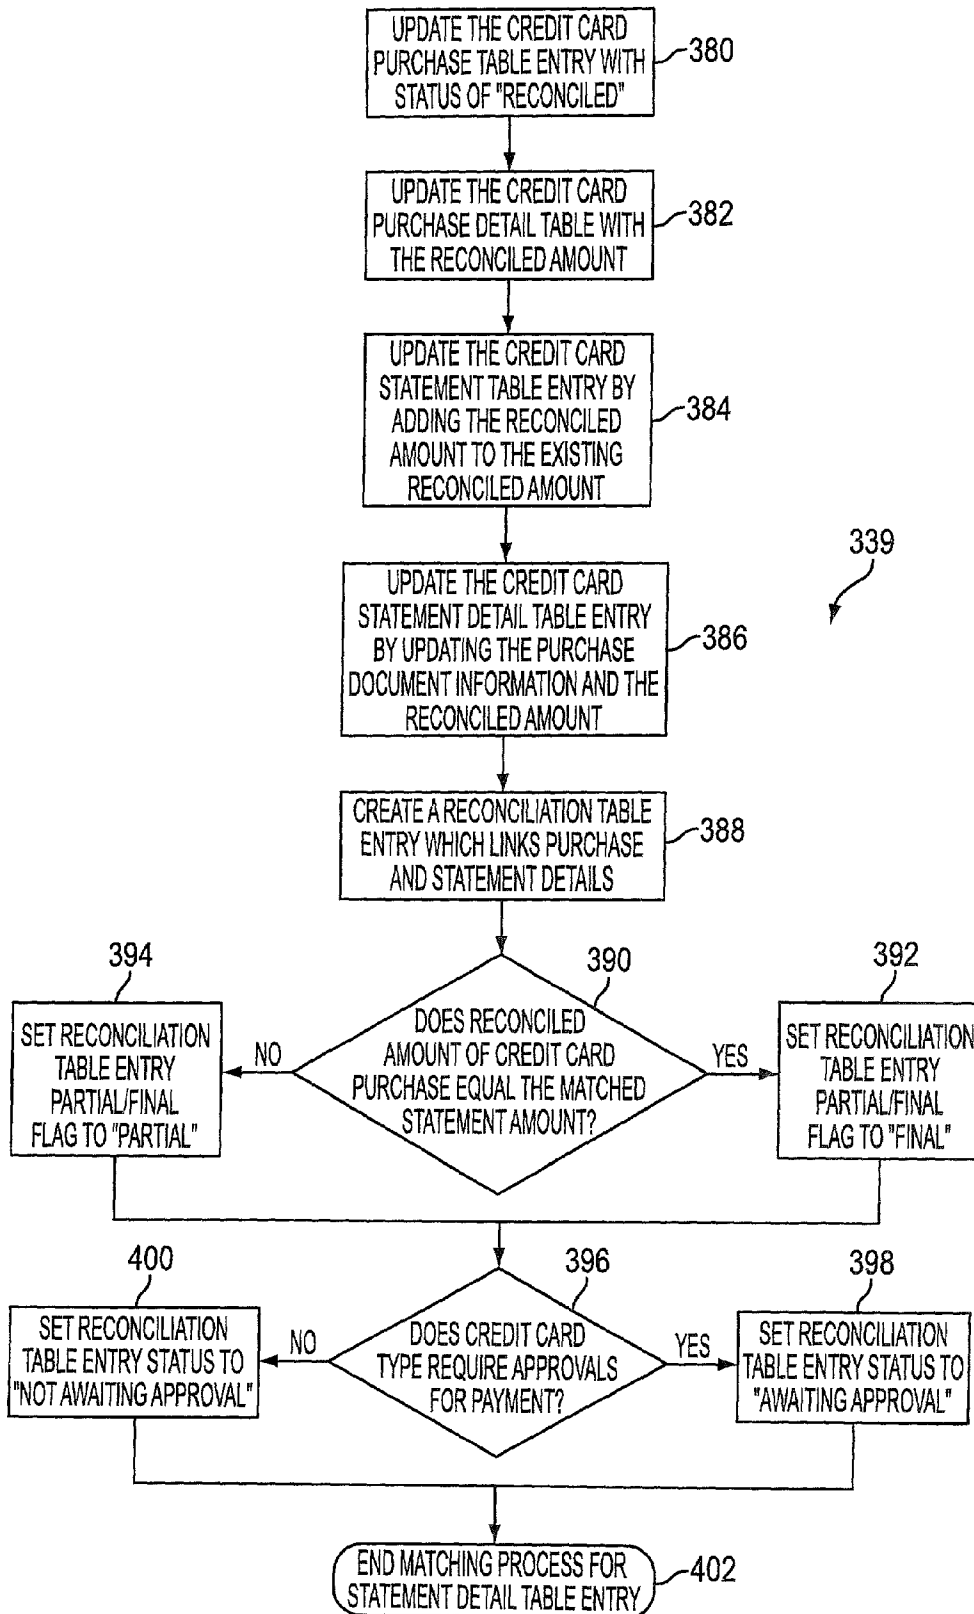 UPDATE THE CREDIT CARD
PURCHASE TABLE ENTRY WITH
STATUS OF "RECONCILED"
380
UPDATE THE CREDIT CARD
PURCHASE DETAIL TABLE WITH
THE RECONCILED AMOUNT
382
UPDATE THE CREDIT CARD
STATEMENT TABLE ENTRY BY
ADDING THE RECONCILED
AMOUNT TO THE EXISTING
RECONCILED AMOUNT
384
339
UPDATE THE CREDIT CARD
STATEMENT DETAIL TABLE ENTRY
BY UPDATING THE PURCHASE
DOCUMENT INFORMATION AND THE
RECONCILED AMOUNT
386
CREATE A RECONCILIATION TABLE
ENTRY WHICH LINKS PURCHASE
AND STATEMENT DETAILS
388
394
SET RECONCILIATION
TABLE ENTRY
PARTIAL/FINAL
FLAG TO "PARTIAL"
NO
390
DOES RECONCILED
AMOUNT OF CREDIT CARD
PURCHASE EQUAL THE MATCHED
STATEMENT AMOUNT?
YES
392
SET RECONCILIATION
TABLE ENTRY
PARTIAL/FINAL
FLAG TO "FINAL"
400
SET RECONCILIATION
TABLE ENTRY STATUS TO
"NOT AWAITING APPROVAL"
NO
396
DOES CREDIT CARD
TYPE REQUIRE APPROVALS
FOR PAYMENT?
YES
398
SET RECONCILIATION
TABLE ENTRY STATUS TO
"AWAITING APPROVAL"
END MATCHING PROCESS FOR
STATEMENT DETAIL TABLE ENTRY
402